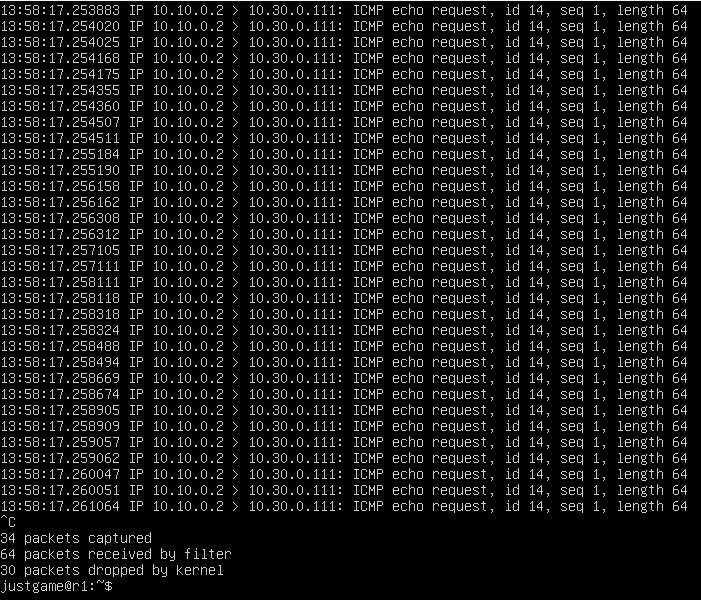 13:58:17.253883 IP 10.10.0.2 > 10.30.0.111: ICMP echo request, id 14, seq 1, length 64
13:58:17.254020 IP 10.10.0.2 > 10.30.0.111: ICMP echo request, id 14, seq 1, length 64
13:58:17.254025 IP 10.10.0.2 > 10.30.0.111: ICMP echo request, id 14, seq 1, length 64
13:58:17.254168 IP 10.10.0.2 > 10.30.0.111: ICMP echo request, id 14, seq 1, length 64
13:58:17.254175 IP 10.10.0.2 > 10.30.0.111: ICMP echo request, id 14, seq 1, length 64
13:58:17.254355 IP 10.10.0.2 > 10.30.0.111: ICMP echo request, id 14, seq 1, length 64
13:58:17.254360 IP 10.10.0.2 > 10.30.0.111: ICMP echo request, id 14, seq 1, length 64
13:58:17.254507 IP 10.10.0.2 > 10.30.0.111: ICMP echo request, id 14, seq 1, length 64
13:58:17.254511 IP 10.10.0.2 > 10.30.0.111: ICMP echo request, id 14, seq 1, length 64
13:58:17.255184 IP 10.10.0.2 > 10.30.0.111: ICMP echo request, id 14, seq 1, length 64
13:58:17.255190 IP 10.10.0.2 > 10.30.0.111: ICMP echo request, id 14, seq 1, length 64
13:58:17.256158 IP 10.10.0.2 > 10.30.0.111: ICMP echo request, id 14, seq 1, length 64
13:58:17.256162 IP 10.10.0.2 > 10.30.0.111: ICMP echo request, id 14, seq 1, length 64
13:58:17.256308 IP 10.10.0.2 > 10.30.0.111: ICMP echo request, id 14, seq 1, length 64
13:58:17.256312 IP 10.10.0.2 > 10.30.0.111: ICMP echo request, id 14, seq 1, length 64
13:58:17.257105 IP 10.10.0.2 > 10.30.0.111: ICMP echo request, id 14, seq 1, length 64
13:58:17.257111 IP 10.10.0.2 > 10.30.0.111: ICMP echo request, id 14, seq 1, length 64
13:58:17.258111 IP 10.10.0.2 > 10.30.0.111: ICMP echo request, id 14, seq 1, length 64
13:58:17.258118 IP 10.10.0.2 > 10.30.0.111: ICMP echo request, id 14, seq 1, length 64
13:58:17.258318 IP 10.10.0.2 > 10.30.0.111: ICMP echo request, id 14, seq 1, length 64
13:58:17.258324 IP 10.10.0.2 > 10.30.0.111: ICMP echo request, id 14, seq 1, length 64
13:58:17.258488 IP 10.10.0.2 > 10.30.0.111: ICMP echo request, id 14, seq 1, length 64
13:58:17.258494 IP 10.10.0.2 > 10.30.0.111: ICMP echo request, id 14, seq 1, length 64
13:58:17.258669 IP 10.10.0.2 > 10.30.0.111: ICMP echo request, id 14, seq 1, length 64
13:58:17.258674 IP 10.10.0.2 > 10.30.0.111: ICMP echo request, id 14, seq 1, length 64
13:58:17.258905 IP 10.10.0.2 > 10.30.0.111: ICMP echo request, id 14, seq 1, length 64
13:58:17.258909 IP 10.10.0.2 > 10.30.0.111: ICMP echo request, id 14, seq 1, length 64
13:58:17.259057 IP 10.10.0.2 > 10.30.0.111: ICMP echo request, id 14, seq 1, length 64
13:58:17.259062 IP 10.10.0.2 > 10.30.0.111: ICMP echo request, id 14, seq 1, length 64
13:58:17.260047 IP 10.10.0.2 > 10.30.0.111: ICMP echo request, id 14, seq 1, length 64
13:58:17.260051 IP 10.10.0.2 > 10.30.0.111: ICMP echo request, id 14, seq 1, length 64
13:58:17.261064 IP 10.10.0.2 > 10.30.0.111: ICMP echo request, id 14, seq 1, length 64
^C
34 packets captured
64 packets received by filter
30 packets dropped by kernel
justgame@r1:~$